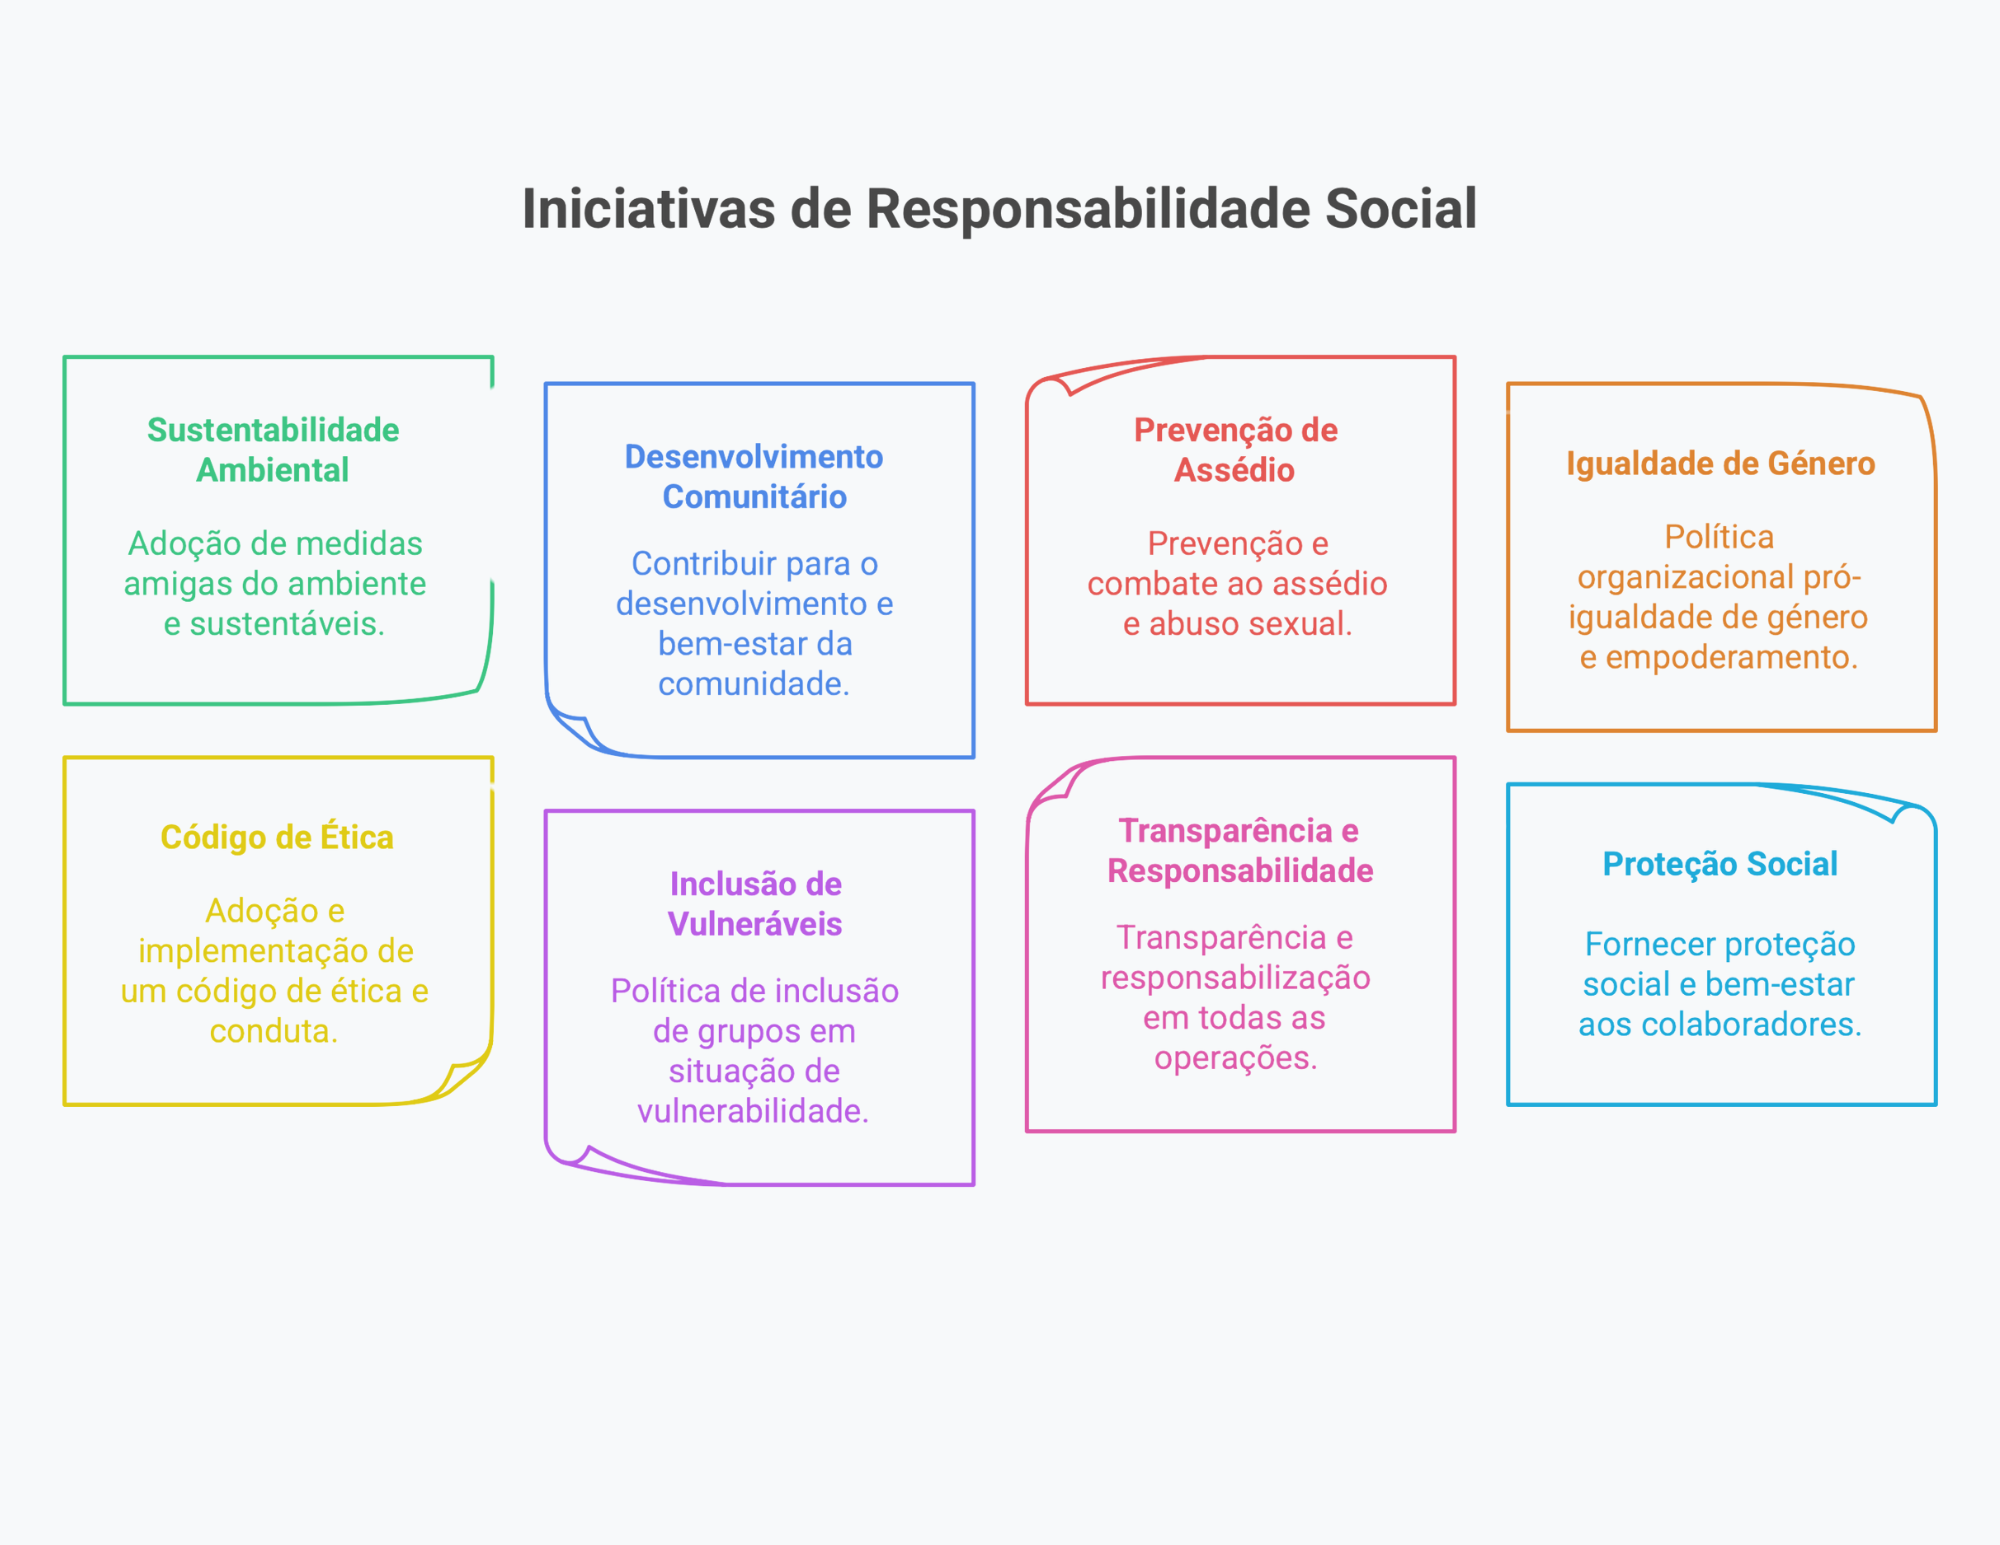 Iniciativas de Responsabilidade Social
Sustentabilidade
Ambiental
Adoção de medidas
amigas do ambiente
e sustentáveis.
Desenvolvimento
Comunitário
Contribuir para o
desenvolvimento e
bem-estar da
comunidade.
Prevenção de
Assédio
Prevenção e
combate ao assédio
e abuso sexual.
Igualdade de Género
Política
organizacional pró-
igualdade de género
e empoderamento.
Código de Ética
Adoção e
implementação de
um código de ética e
conduta.
Inclusão de
Vulneráveis
Política de inclusão
de grupos em
situação de
vulnerabilidade.
Transparência e
Responsabilidade
Transparência e
responsabilização
em todas as
operações.
Proteção Social
Fornecer proteção
social e bem-estar
aos colaboradores.